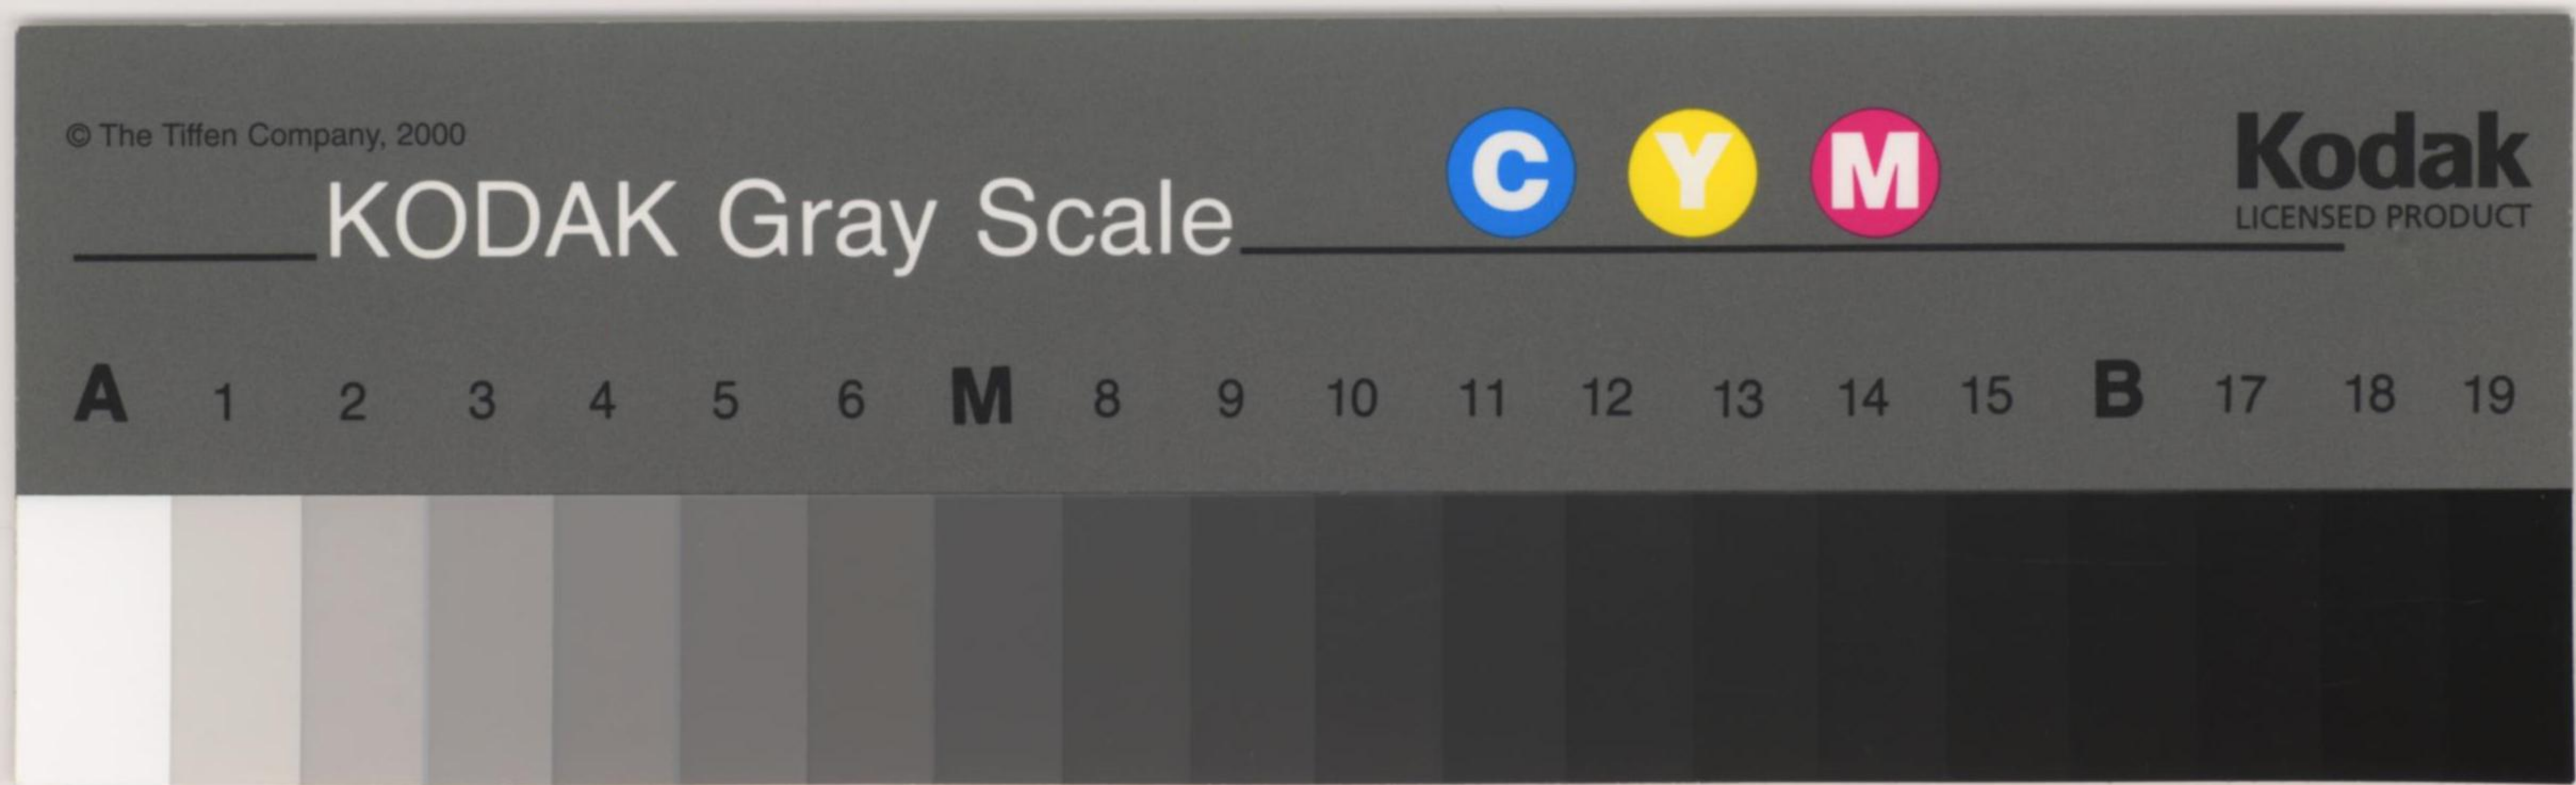 © The Tiffen Company, 2000
KODAK Gray Scale
C Y M
Kodak
LICENSED PRODUCT
A 1 2 3 4 5 6 M 8 9 10 11 12 13 14 15 B 17 18 19